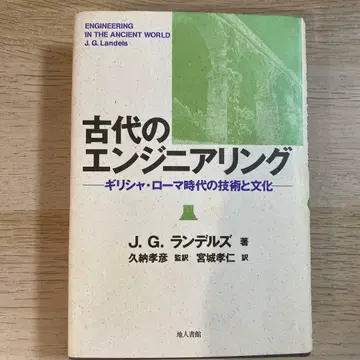 ENGINEERING
IN THE ANCIENT WORLD
J. G. Landels
古代の
エンジニアリング
―ギリシャ・ローマ時代の技術と文化―
J. G. ランデルズ 著
久納孝彦 監訳 宮城孝仁 訳
地人書館